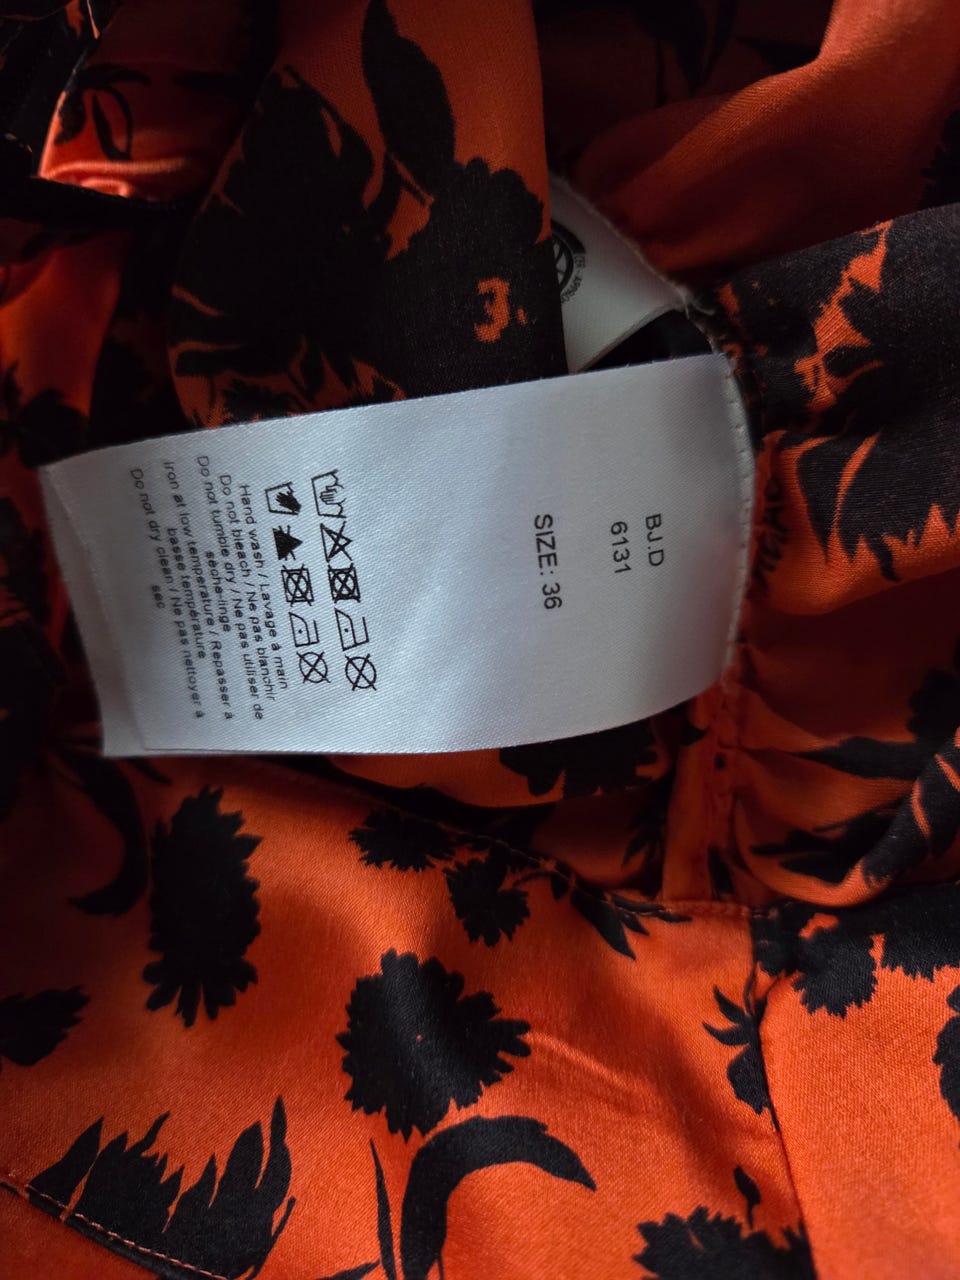 BJ.D
6131
SIZE: 36
Hand wash / Lavage à main
Do not bleach / Ne pas blanchir
Do not tumble dry / Ne pas utiliser de
sèche-linge
Iron at low temperature / Repasser à
basse température
Do not dry clean / Ne pas nettoyer à
sec